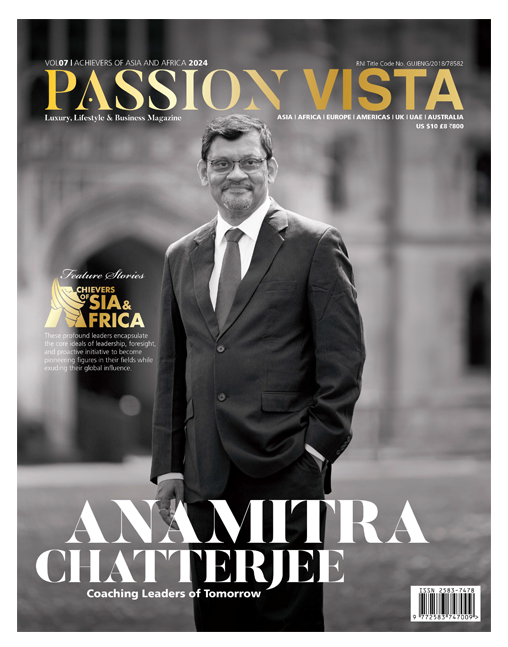 VOL07 | ACHIEVERS OF ASIA AND AFRICA 2024
RNI Title Code No. GUJENG/2018/78582
PASSION VISTA
Luxury, Lifestyle & Business Magazine
ASIA | AFRICA | EUROPE | AMERICAS | UK | UAE | AUSTRALIA
US $10 £8 ₹800
Feature Stories
ACHIEVERS
OF ASIA &
AFRICA
These profound leaders encapsulate
the core ideals of leadership, foresight,
and proactive initiative to become
pioneering figures in their fields while
exuding their global influence.
ANAMITRA
CHATTERJEE
Coaching Leaders of Tomorrow
ISSN 2583-7478
9 772583 747009 >